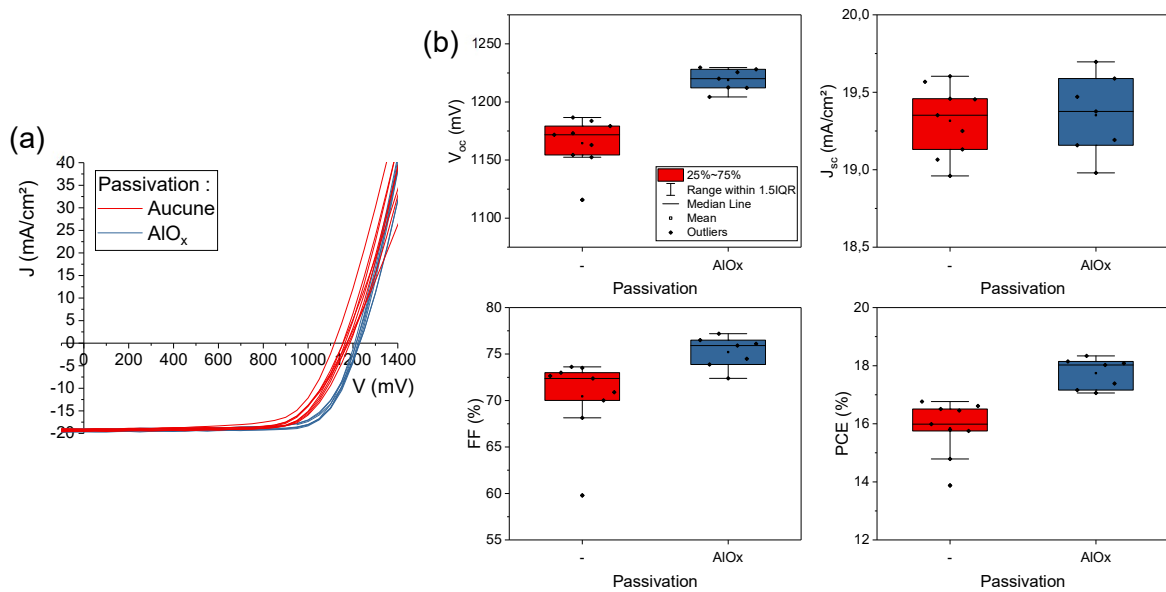 (a)
J (mA/cm²)
40
35
30
25
20
15
10
5
0
-5
-10
-15
-20
Passivation :
Aucune
AlOₓ
0 200 400 600 800 1000 1200 1400
V (mV)
(b)
V_oc (mV)
1250
1200
1150
1100
25%~75%
Range within 1.5IQR
Median Line
Mean
Outliers
- AlOx
Passivation
J_sc (mA/cm²)
20,0
19,5
19,0
18,5
- AlOx
Passivation
FF (%)
80
75
70
65
60
55
- AlOx
Passivation
PCE (%)
20
18
16
14
12
- AlOx
Passivation